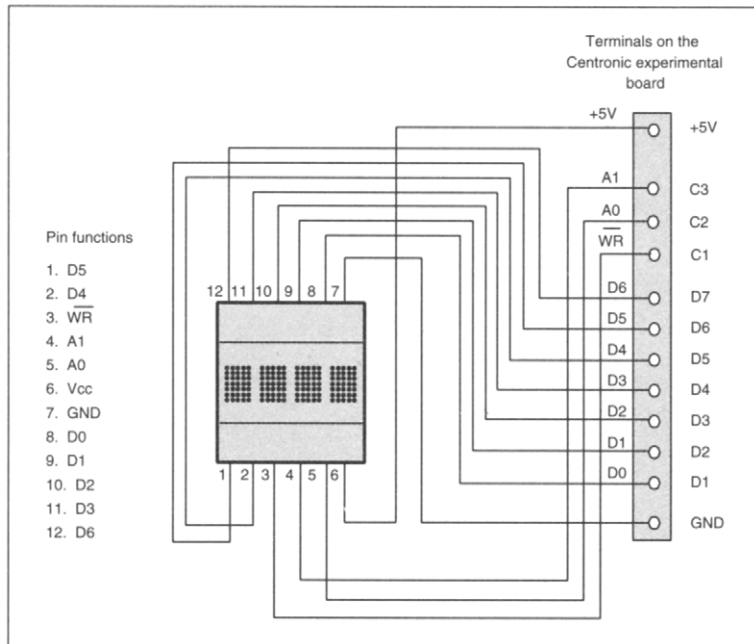 Terminals on the
Centronic experimental
board
+5V
+5V
A1
C3
A0
C2
WR
C1
Pin functions
1. D5
2. D4
3. WR
4. A1
5. A0
6. Vcc
7. GND
8. D0
9. D1
10. D2
11. D3
12. D6
12 11 10 9 8 7
1 2 3 4 5 6
D6
D7
D5
D6
D4
D5
D3
D4
D2
D3
D1
D2
D0
D1
GND